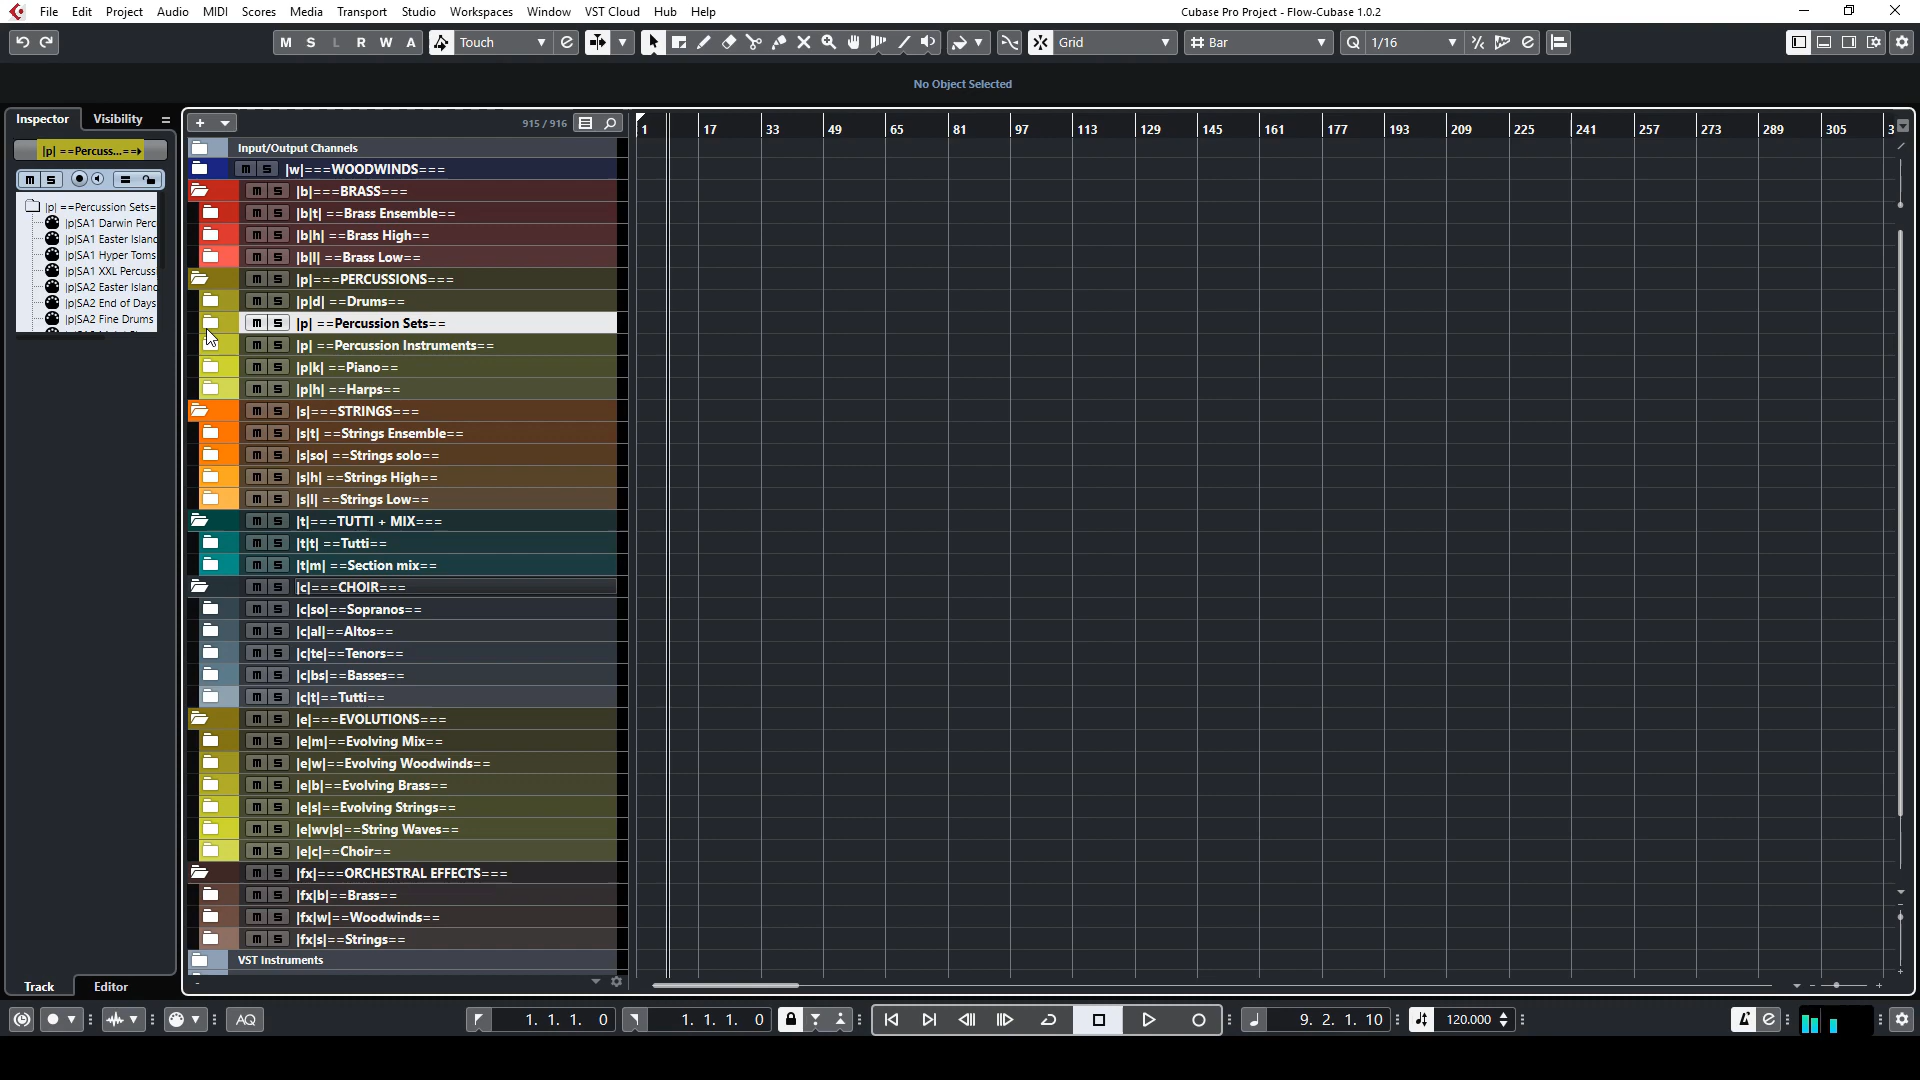 File Edit Project Audio MIDI Scores Media Transport Studio Workspaces Window VST Cloud Hub Help
Cubase Pro Project - Flow-Cubase 1.0.2
M S L R W A Touch Grid Bar Q 1/16
No Object Selected
Inspector Visibility
915 / 916
1 17 33 49 65 81 97 113 129 145 161 177 193 209 225 241 257 273 289 305 3
|p| ==Percuss...==
m S
|p| ==Percussion Sets=
|p|SA1 Darwin Perc
|p|SA1 Easter Islanc
|p|SA1 Hyper Toms
|p|SA1 XXL Percuss
|p|SA2 Easter Islanc
|p|SA2 End of Days
|p|SA2 Fine Drums
Input/Output Channels
m S |w|===WOODWINDS===
m S |b|===BRASS===
m S |b|t| ==Brass Ensemble==
m S |b|h| ==Brass High==
m S |b|l| ==Brass Low==
m S |p|===PERCUSSIONS===
m S |p|d| ==Drums==
m S |p| ==Percussion Sets==
m S |p| ==Percussion Instruments==
m S |p|k| ==Piano==
m S |p|h| ==Harps==
m S |s|===STRINGS===
m S |s|t| ==Strings Ensemble==
m S |s|so| ==Strings solo==
m S |s|h| ==Strings High==
m S |s|l| ==Strings Low==
m S |t|===TUTTI + MIX===
m S |t|t| ==Tutti==
m S |t|m| ==Section mix==
m S |c|===CHOIR===
m S |c|so|==Sopranos==
m S |c|al|==Altos==
m S |c|te|==Tenors==
m S |c|bs|==Basses==
m S |c|t|==Tutti==
m S |e|===EVOLUTIONS===
m S |e|m|==Evolving Mix==
m S |e|w|==Evolving Woodwinds==
m S |e|b|==Evolving Brass==
m S |e|s|==Evolving Strings==
m S |e|wv|s|==String Waves==
m S |e|c|==Choir==
m S |fx|===ORCHESTRAL EFFECTS===
m S |fx|b|==Brass==
m S |fx|w|==Woodwinds==
m S |fx|s|==Strings==
VST Instruments
Track Editor
AQ 1. 1. 1. 0 1. 1. 1. 0 9. 2. 1. 10 120.000